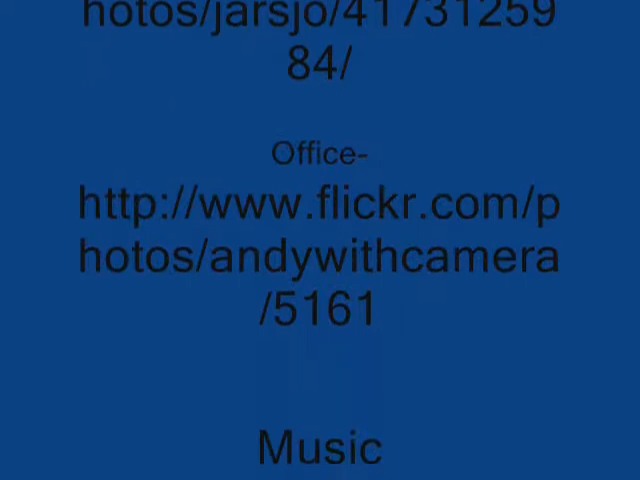 hotos/jarsjo/41731259
84/
Office-
http://www.flickr.com/p
hotos/andywithcamera
/5161
Music